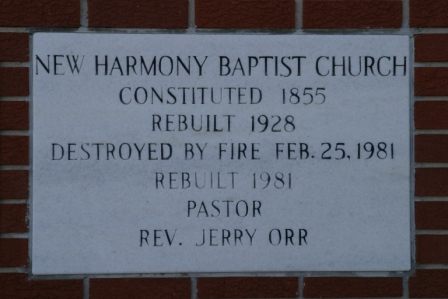 NEW HARMONY BAPTIST CHURCH
CONSTITUTED 1855
REBUILT 1928
DESTROYED BY FIRE FEB. 25, 1981
REBUILT 1981
PASTOR
REV. JERRY ORR